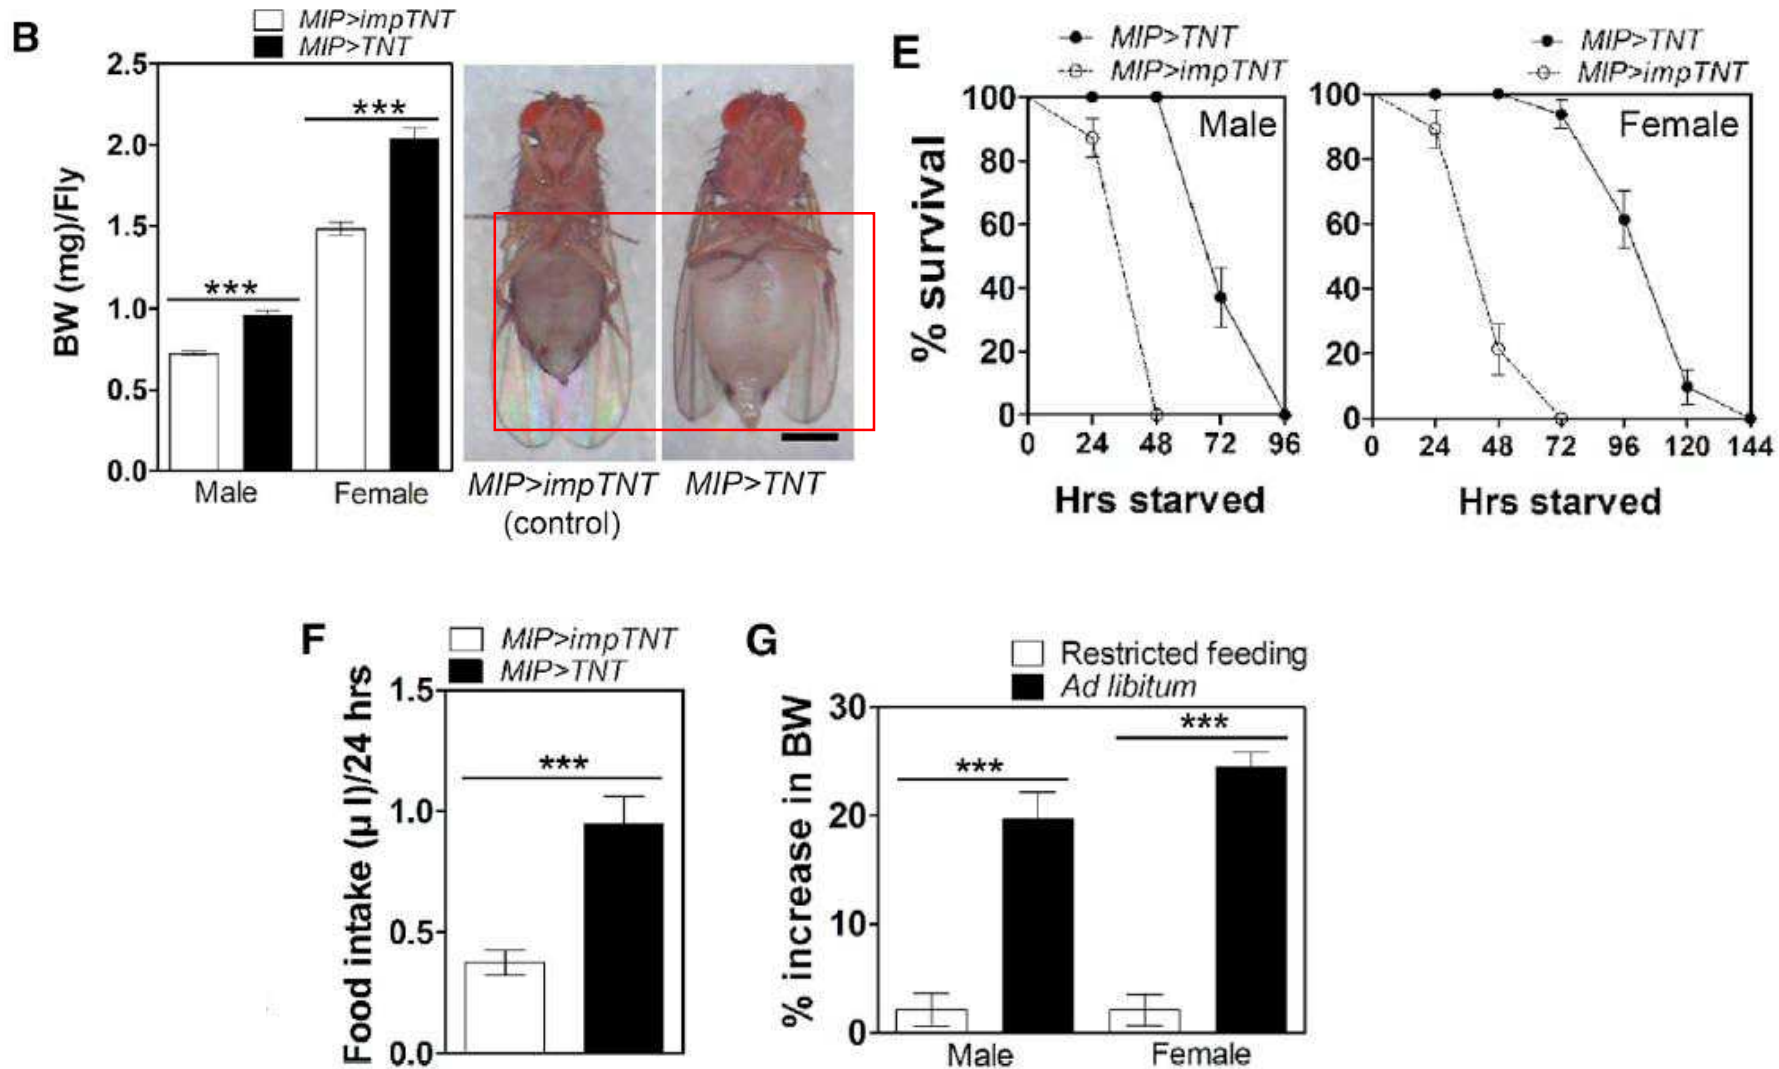 B
MIP>impTNT
MIP>TNT
BW (mg)/Fly
2.5
2.0
1.5
1.0
0.5
0.0
***
***
Male
Female
MIP>impTNT
(control)
MIP>TNT
E
MIP>TNT
MIP>impTNT
% survival
100
80
60
40
20
0
Male
0 24 48 72 96
Hrs starved
MIP>TNT
MIP>impTNT
100
80
60
40
20
0
Female
0 24 48 72 96 120 144
Hrs starved
F
MIP>impTNT
MIP>TNT
Food intake (µ l)/24 hrs
1.5
1.0
0.5
0.0
***
G
Restricted feeding
Ad libitum
% increase in BW
30
20
10
0
***
***
Male
Female